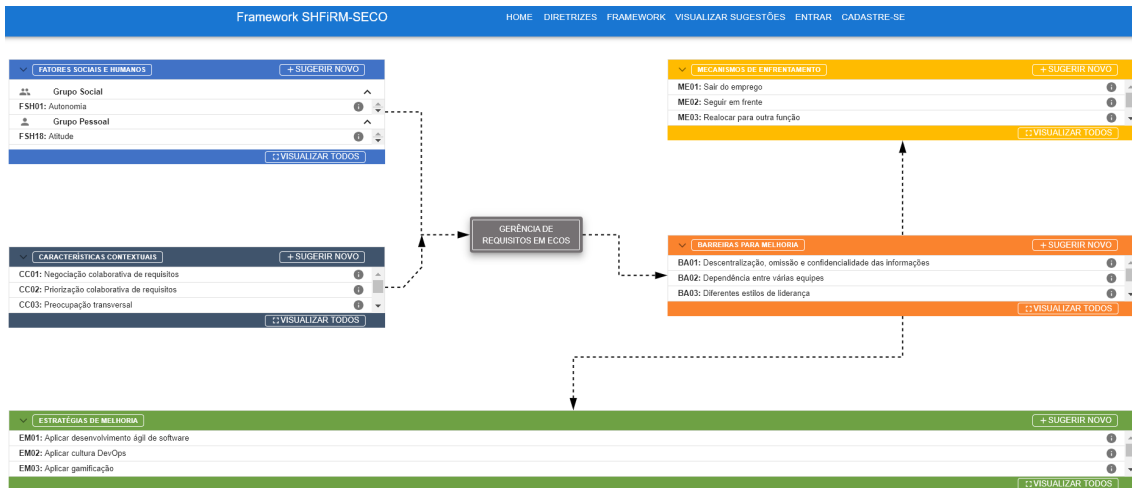 Framework SHFiRM-SECO
HOME DIRETRIZES FRAMEWORK VISUALIZAR SUGESTÕES ENTRAR CADASTRE-SE
FATORES SOCIAIS E HUMANOS
+ SUGERIR NOVO
Grupo Social
FSH01: Autonomia
Grupo Pessoal
FSH18: Atitude
VISUALIZAR TODOS
MECANISMOS DE ENFRENTAMENTO
+ SUGERIR NOVO
ME01: Sair do emprego
ME02: Seguir em frente
ME03: Realocar para outra função
VISUALIZAR TODOS
GERÊNCIA DE
REQUISITOS EM ECOS
CARACTERÍSTICAS CONTEXTUAIS
+ SUGERIR NOVO
CC01: Negociação colaborativa de requisitos
CC02: Priorização colaborativa de requisitos
CC03: Preocupação transversal
VISUALIZAR TODOS
BARREIRAS PARA MELHORIA
+ SUGERIR NOVO
BA01: Descentralização, omissão e confidencialidade das informações
BA02: Dependência entre várias equipes
BA03: Diferentes estilos de liderança
VISUALIZAR TODOS
ESTRATÉGIAS DE MELHORIA
+ SUGERIR NOVO
EM01: Aplicar desenvolvimento ágil de software
EM02: Aplicar cultura DevOps
EM03: Aplicar gamificação
VISUALIZAR TODOS